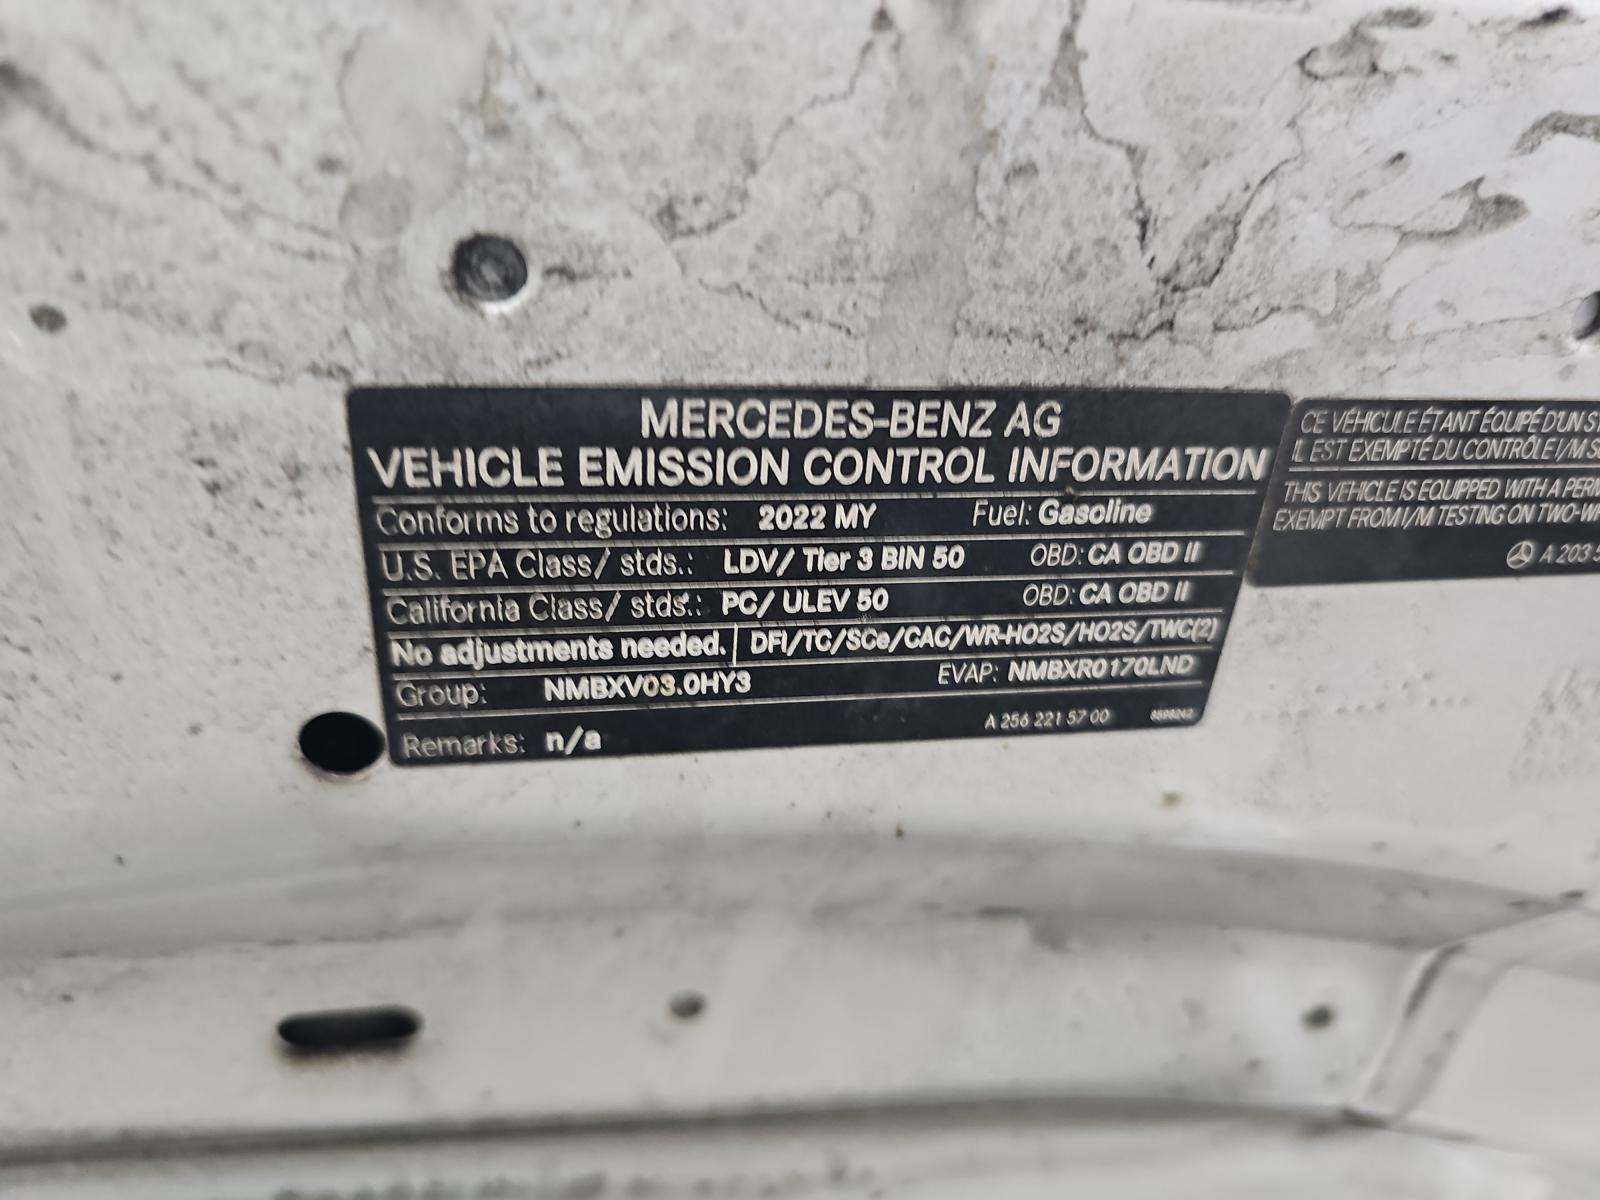 MERCEDES-BENZ AG
VEHICLE EMISSION CONTROL INFORMATION
Conforms to regulations: 2022 MY Fuel: Gasoline
U.S. EPA Class/ stds.: LDV/ Tier 3 BIN 50 OBD: CA OBD II
California Class/ stds.: PC/ ULEV 50 OBD: CA OBD II
No adjustments needed. DFI/TC/SCe/CAC/WR-HO2S/HO2S/TWC(2)
Group: NMBXV03.0HY3 EVAP: NMBXR0170LND
A 256 221 57 00
Remarks: n/a
CE VÉHICULE ÉTANT ÉQUIPÉ D'UN
IL EST EXEMPTÉ DU CONTRÔLE I/M
THIS VEHICLE IS EQUIPPED WITH A
EXEMPT FROM I/M TESTING ON
A 203